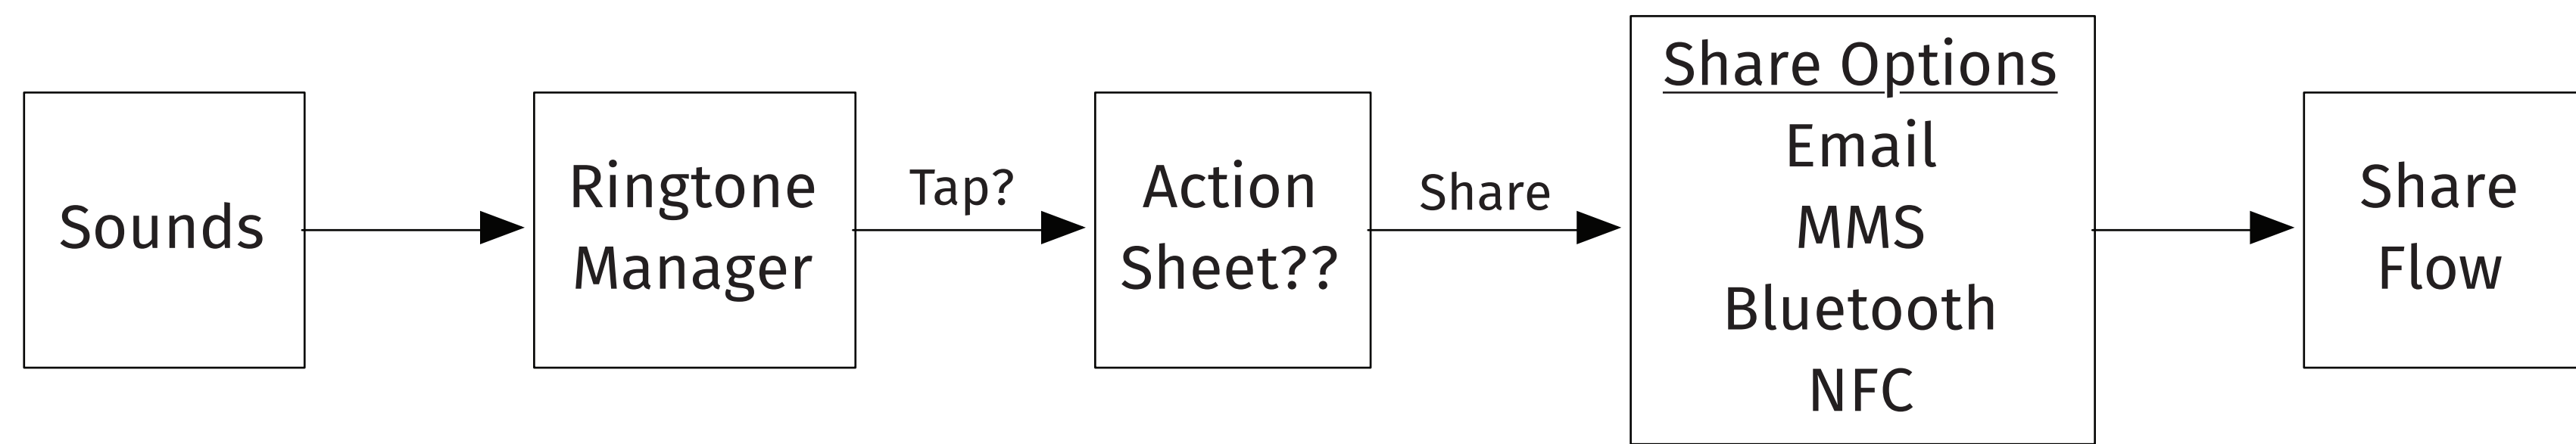 Sounds
Ringtone
Manager
Tap?
Action
Sheet??
Share
Share Options
Email
MMS
Bluetooth
NFC
Share
Flow